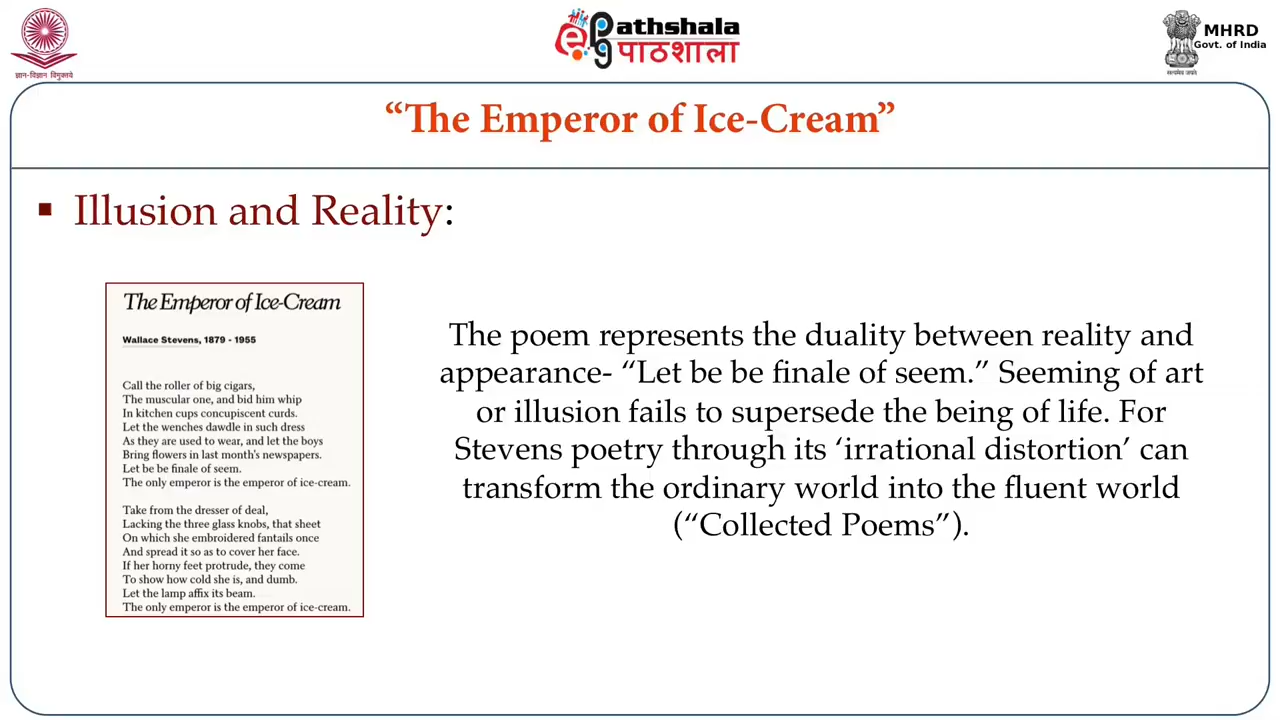 ज्ञान-विज्ञान विमुक्तये
epg Pathshala
पाठशाला
सत्यमेव जयते
MHRD
Govt. of India
“The Emperor of Ice-Cream”
▪ Illusion and Reality:
The Emperor of Ice-Cream
Wallace Stevens, 1879 - 1955
Call the roller of big cigars,
The muscular one, and bid him whip
In kitchen cups concupiscent curds.
Let the wenches dawdle in such dress
As they are used to wear, and let the boys
Bring flowers in last month's newspapers.
Let be be finale of seem.
The only emperor is the emperor of ice-cream.
Take from the dresser of deal,
Lacking the three glass knobs, that sheet
On which she embroidered fantails once
And spread it so as to cover her face.
If her horny feet protrude, they come
To show how cold she is, and dumb.
Let the lamp affix its beam.
The only emperor is the emperor of ice-cream.
The poem represents the duality between reality and
appearance- “Let be be finale of seem.” Seeming of art
or illusion fails to supersede the being of life. For
Stevens poetry through its ‘irrational distortion’ can
transform the ordinary world into the fluent world
(“Collected Poems”).